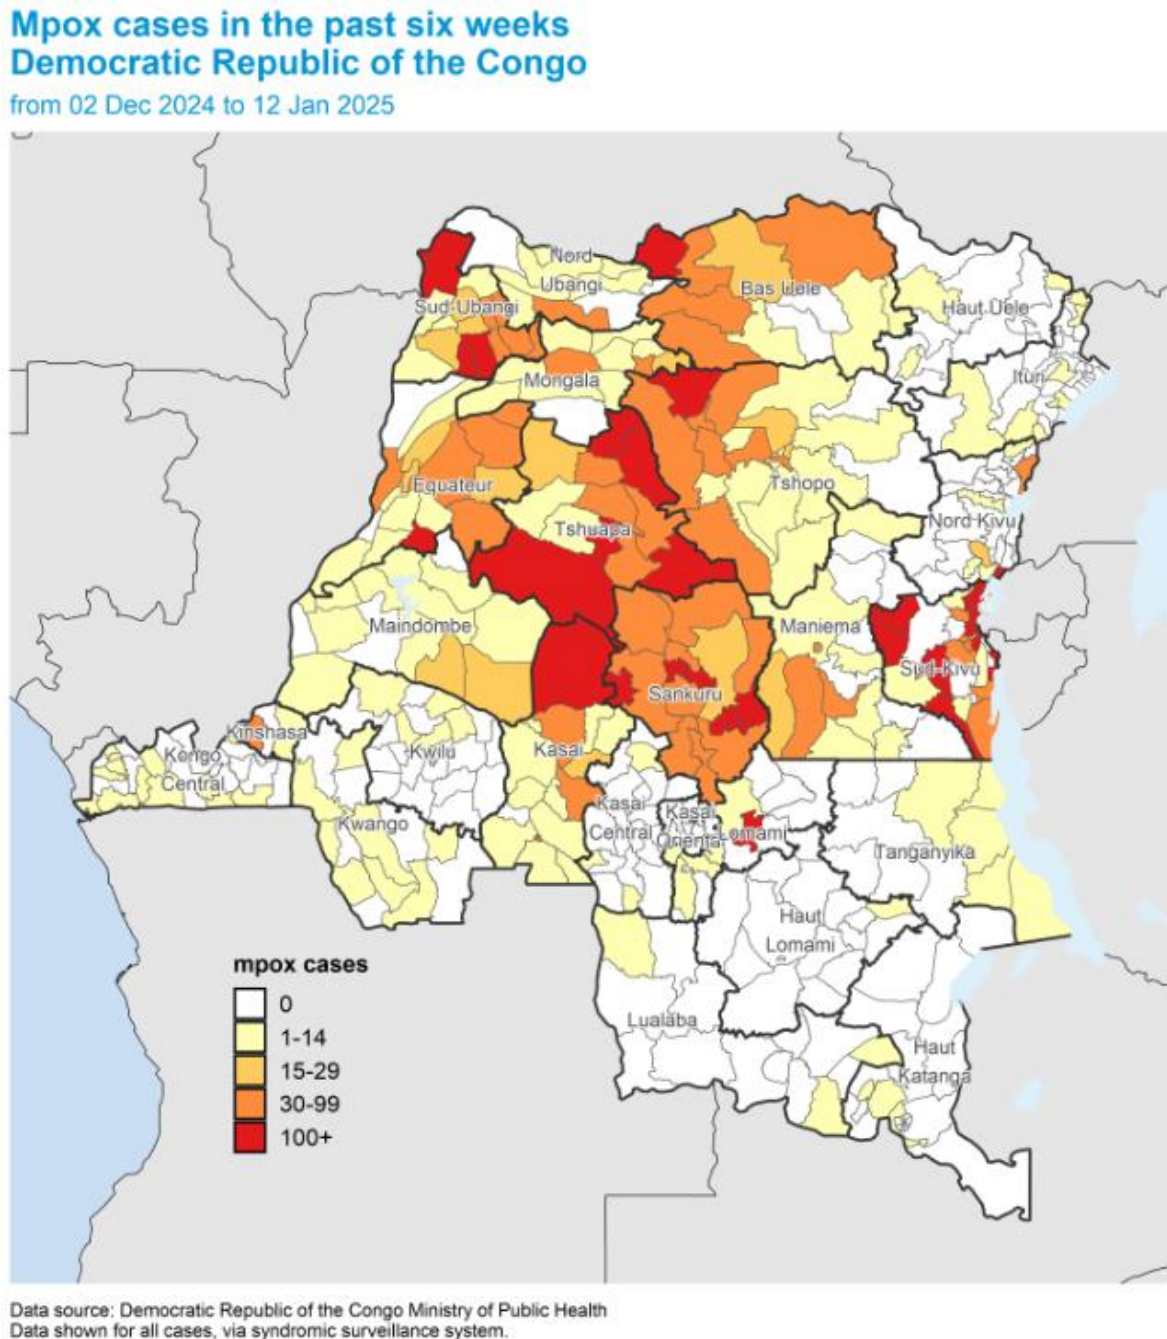 Mpox cases in the past six weeks
Democratic Republic of the Congo
from 02 Dec 2024 to 12 Jan 2025
Nord
Ubangi
Bas Uele
Sud-Ubangi
Haut Uele
Ituri
Mongala
Equateur
Tshopo
Nord Kivu
Tshuapa
Maindombe
Maniema
Sud-Kivu
Sankuru
Kinshasa
Kongo
Central
Kwilu
Kasai
Kasai
Central
Kasai
Oriental
Lomami
Kwango
Tanganyika
Haut
Lomami
Lualaba
Haut
Katanga
mpox cases
0
1-14
15-29
30-99
100+
Data source: Democratic Republic of the Congo Ministry of Public Health
Data shown for all cases, via syndromic surveillance system.